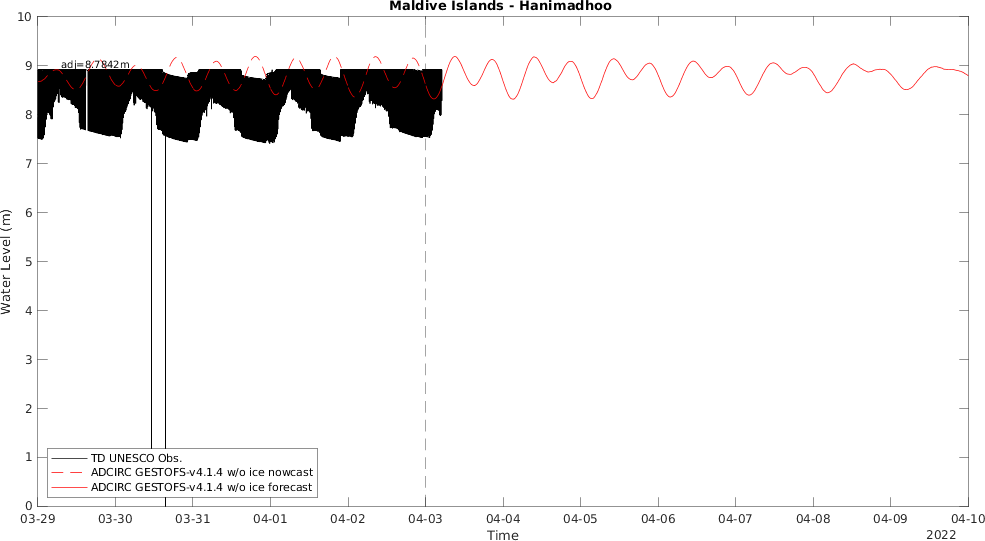 Maldive Islands - Hanimadhoo
10
9
8
7
6
5
4
3
2
1
0
Water Level (m)
adj=8.7842m
TD UNESCO Obs.
ADCIRC GESTOFS-v4.1.4 w/o ice nowcast
ADCIRC GESTOFS-v4.1.4 w/o ice forecast
03-29 03-30 03-31 04-01 04-02 04-03 04-04 04-05 04-06 04-07 04-08 04-09 04-10
Time
2022